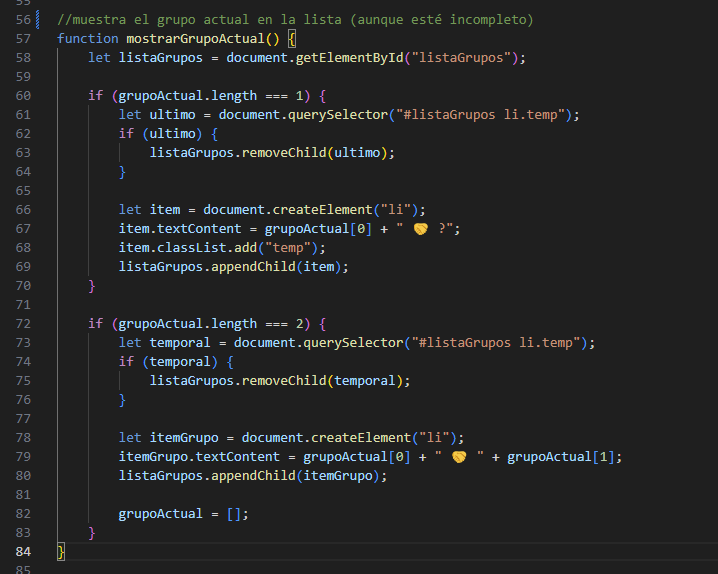 55
56 //muestra el grupo actual en la lista (aunque esté incompleto)
57 function mostrarGrupoActual() {
58     let listaGrupos = document.getElementById("listaGrupos");
59
60     if (grupoActual.length === 1) {
61         let ultimo = document.querySelector("#listaGrupos li.temp");
62         if (ultimo) {
63             listaGrupos.removeChild(ultimo);
64         }
65
66         let item = document.createElement("li");
67         item.textContent = grupoActual[0] + " 🤝 ?";
68         item.classList.add("temp");
69         listaGrupos.appendChild(item);
70     }
71
72     if (grupoActual.length === 2) {
73         let temporal = document.querySelector("#listaGrupos li.temp");
74         if (temporal) {
75             listaGrupos.removeChild(temporal);
76         }
77
78         let itemGrupo = document.createElement("li");
79         itemGrupo.textContent = grupoActual[0] + " 🤝 " + grupoActual[1];
80         listaGrupos.appendChild(itemGrupo);
81
82         grupoActual = [];
83     }
84 }
85